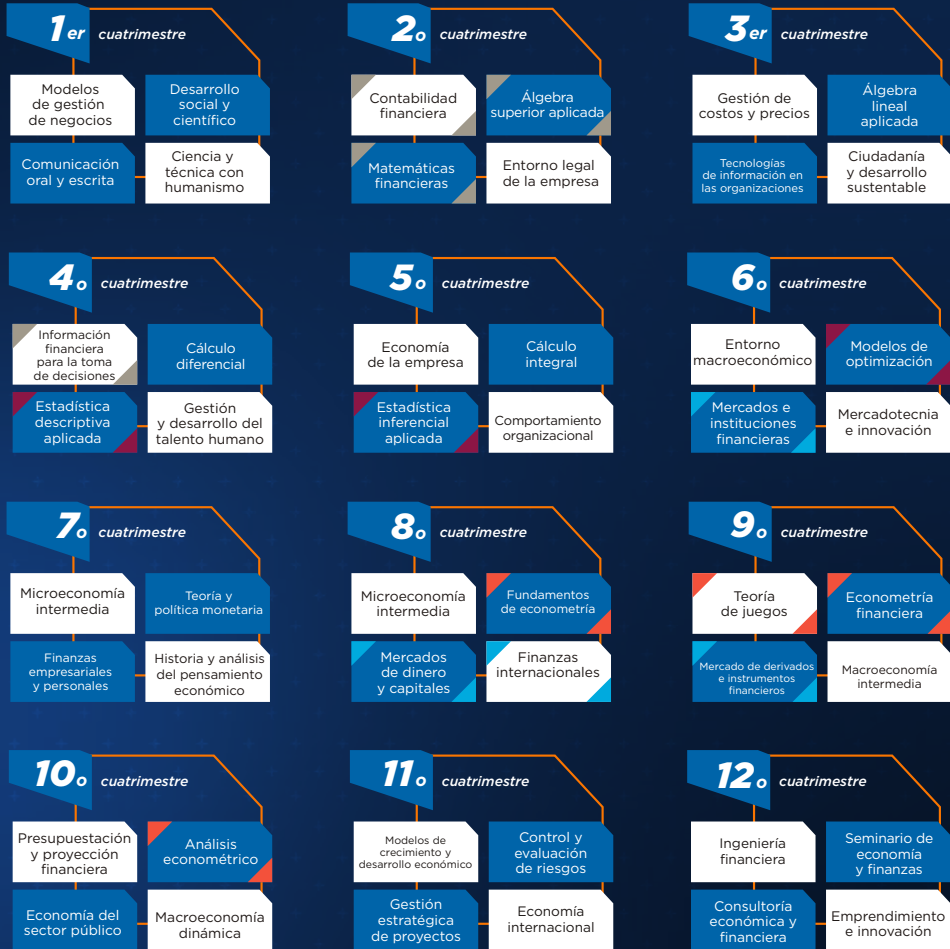 1er cuatrimestre
Modelos
de gestión
de negocios
Desarrollo
social y
científico
Comunicación
oral y escrita
Ciencia y
técnica con
humanismo
2o cuatrimestre
Contabilidad
financiera
Álgebra
superior aplicada
Matemáticas
financieras
Entorno legal
de la empresa
3er cuatrimestre
Gestión de
costos y precios
Álgebra
lineal
aplicada
Tecnologías
de información en
las organizaciones
Ciudadanía
y desarrollo
sustentable
4o cuatrimestre
Información
financiera
para la toma
de decisiones
Cálculo
diferencial
Estadística
descriptiva
aplicada
Gestión
y desarrollo del
talento humano
5o cuatrimestre
Economía
de la empresa
Cálculo
integral
Estadística
inferencial
aplicada
Comportamiento
organizacional
6o cuatrimestre
Entorno
macroeconómico
Modelos de
optimización
Mercados e
instituciones
financieras
Mercadotecnia
e innovación
7o cuatrimestre
Microeconomía
intermedia
Teoría y
política monetaria
Finanzas
empresariales
y personales
Historia y análisis
del pensamiento
económico
8o cuatrimestre
Microeconomía
intermedia
Fundamentos
de econometría
Mercados
de dinero
y capitales
Finanzas
internacionales
9o cuatrimestre
Teoría
de juegos
Econometría
financiera
Mercado de derivados
e instrumentos
financieros
Macroeconomía
intermedia
10o cuatrimestre
Presupuestación
y proyección
financiera
Análisis
econométrico
Economía del
sector público
Macroeconomía
dinámica
11o cuatrimestre
Modelos de
crecimiento y
desarrollo económico
Control y
evaluación
de riesgos
Gestión
estratégica
de proyectos
Economía
internacional
12o cuatrimestre
Ingeniería
financiera
Seminario de
economía
y finanzas
Consultoría
económica y
financiera
Emprendimiento
e innovación